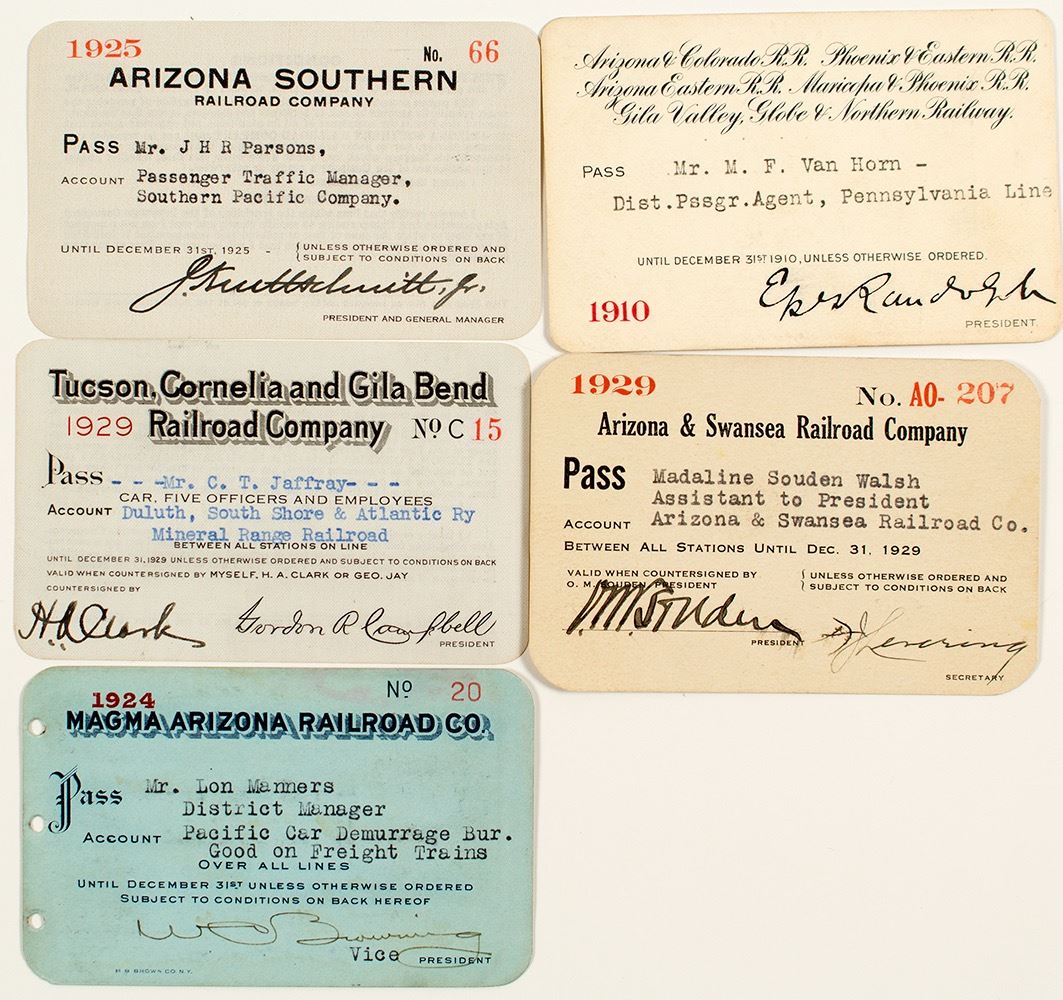 1925 No. 66
ARIZONA SOUTHERN
RAILROAD COMPANY
PASS Mr. J H R Parsons,
ACCOUNT Passenger Traffic Manager,
Southern Pacific Company.
UNTIL DECEMBER 31ST, 1925 - { UNLESS OTHERWISE ORDERED AND
SUBJECT TO CONDITIONS ON BACK
J. Kruttschnitt, Jr.
PRESIDENT AND GENERAL MANAGER
Arizona & Colorado R.R. Phoenix & Eastern R.R.
Arizona Eastern R.R. Maricopa & Phoenix R.R.
Gila Valley, Globe & Northern Railway.
PASS Mr. M. F. Van Horn -
Dist.Pssgr.Agent, Pennsylvania Line
UNTIL DECEMBER 31ST 1910, UNLESS OTHERWISE ORDERED.
Epes Randolph
1910
PRESIDENT.
Tucson, Cornelia and Gila Bend
1929 Railroad Company No C 15
Pass - - -Mr. C. T. Jaffray- - -
CAR, FIVE OFFICERS AND EMPLOYEES
ACCOUNT Duluth, South Shore & Atlantic Ry
Mineral Range Railroad
BETWEEN ALL STATIONS ON LINE
UNTIL DECEMBER 31, 1929 UNLESS OTHERWISE ORDERED AND SUBJECT TO CONDITIONS ON BACK
VALID WHEN COUNTERSIGNED BY MYSELF, H. A. CLARK OR GEO. JAY
COUNTERSIGNED BY
H A Clark Gordon R Campbell
PRESIDENT
1929 No. AO- 207
Arizona & Swansea Railroad Company
Pass Madaline Souden Walsh
Assistant to President
ACCOUNT Arizona & Swansea Railroad Co.
BETWEEN ALL STATIONS UNTIL DEC. 31, 1929
VALID WHEN COUNTERSIGNED BY { UNLESS OTHERWISE ORDERED AND
O. M. SOUDEN PRESIDENT SUBJECT TO CONDITIONS ON BACK
O.M. Souden
PRESIDENT
Levering
SECRETARY
1924 No 20
MAGMA ARIZONA RAILROAD CO.
Pass Mr. Lon Manners
District Manager
ACCOUNT Pacific Car Demurrage Bur.
Good on Freight Trains
OVER ALL LINES
UNTIL DECEMBER 31ST UNLESS OTHERWISE ORDERED
SUBJECT TO CONDITIONS ON BACK HEREOF
W C Browning
Vice PRESIDENT
H B BROWN CO. N.Y.